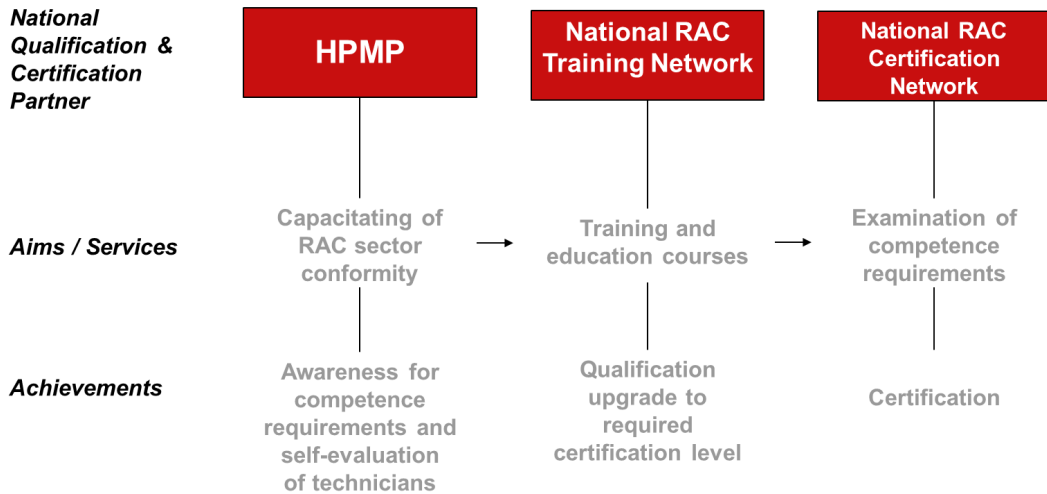 National
Qualification &
Certification
Partner
HPMP
National RAC
Training Network
National RAC
Certification
Network
Aims / Services
Capacitating of
RAC sector
conformity
Training and
education courses
Examination of
competence
requirements
Achievements
Awareness for
competence
requirements and
self-evaluation
of technicians
Qualification
upgrade to
required
certification level
Certification